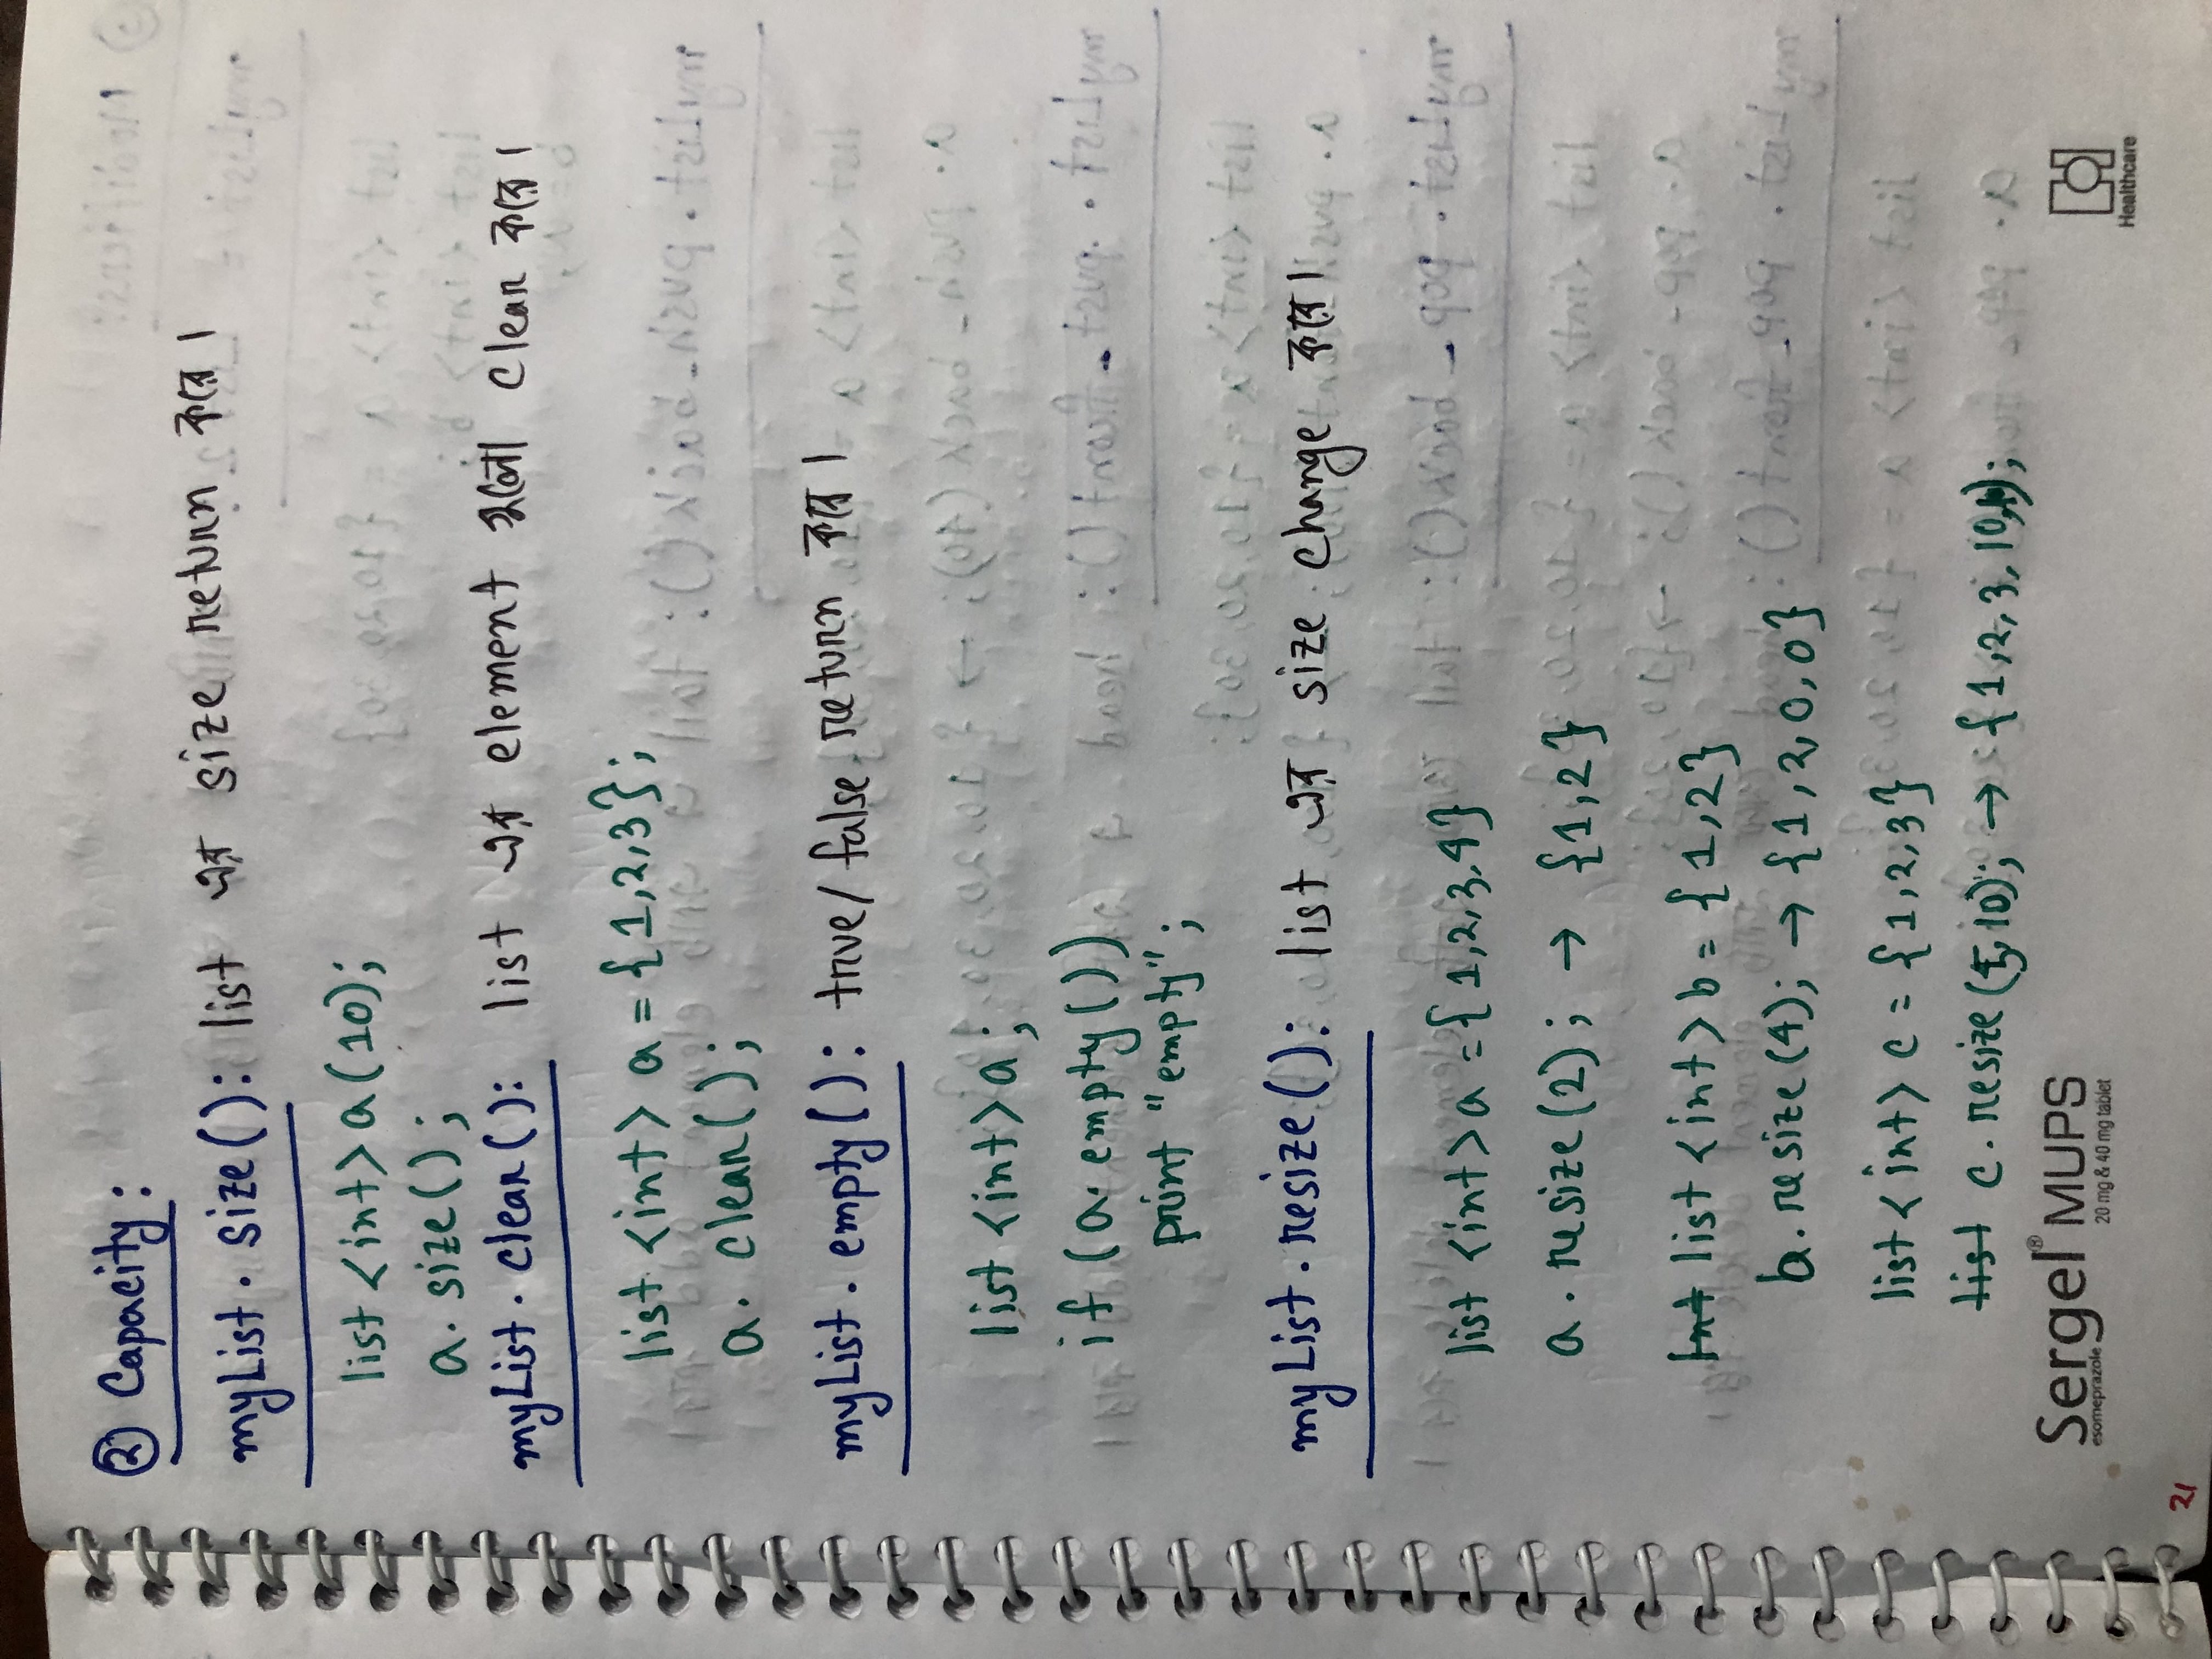 ② Capacity:
myList. size(): list এর size return করে।
list <int> a(10);
a. size();
myList. clear(): list এর element গুলো clear করে।
list <int> a = {1,2,3};
a. clear();
myList. empty(): true/false return করে।
list <int> a;
if (a. empty())
print "empty";
myList. resize(): list এর size change করে।
list <int> a = {1,2,3,4}
a. resize(2); → {1,2}
int list <int> b = {1,2}
b. resize(4); → {1,2,0,0}
list <int> c = {1,2,3}
list c. resize(5,10); → {1,2,3,10,10};
Sergel® MUPS
esomeprazole 20 mg & 40 mg tablet
Healthcare
21